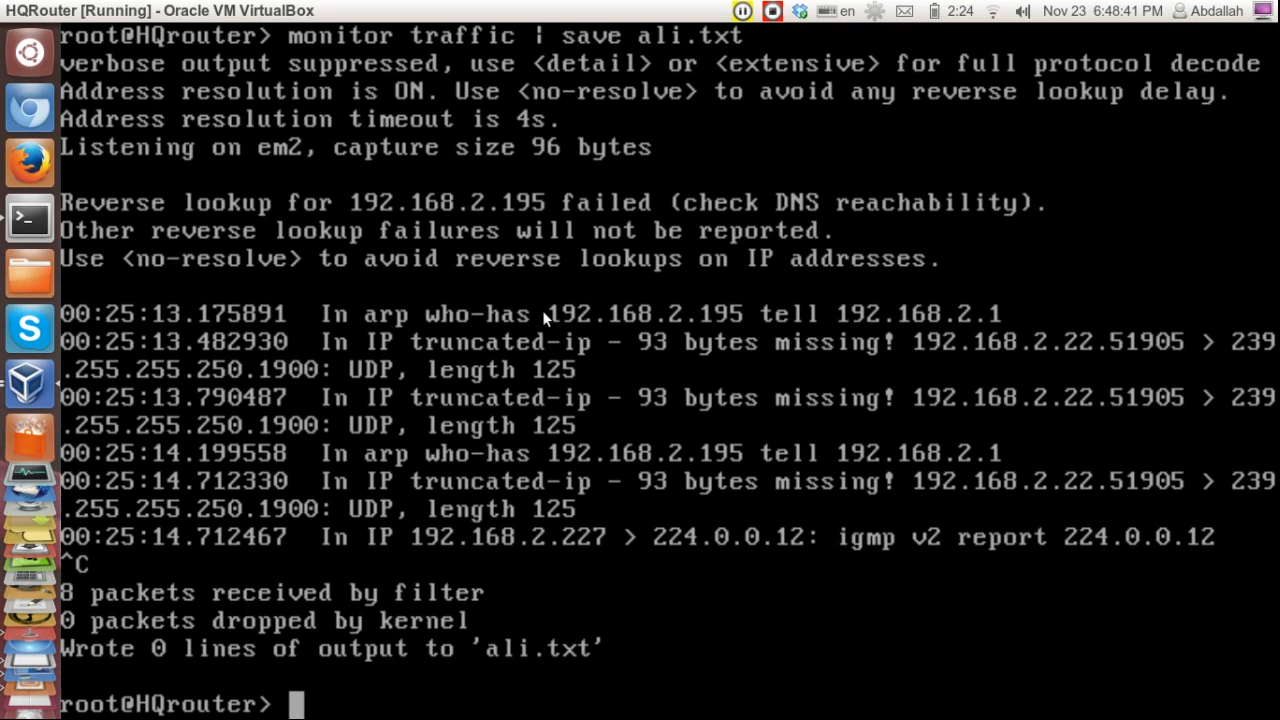 HQRouter [Running] - Oracle VM VirtualBox
en
2:24
Nov 23 6:48:41 PM
Abdallah
root@HQrouter> monitor traffic | save ali.txt
verbose output suppressed, use <detail> or <extensive> for full protocol decode
Address resolution is ON. Use <no-resolve> to avoid any reverse lookup delay.
Address resolution timeout is 4s.
Listening on em2, capture size 96 bytes
Reverse lookup for 192.168.2.195 failed (check DNS reachability).
Other reverse lookup failures will not be reported.
Use <no-resolve> to avoid reverse lookups on IP addresses.
00:25:13.175891  In arp who-has 192.168.2.195 tell 192.168.2.1
00:25:13.482930  In IP truncated-ip - 93 bytes missing! 192.168.2.22.51905 > 239
.255.255.250.1900: UDP, length 125
00:25:13.790487  In IP truncated-ip - 93 bytes missing! 192.168.2.22.51905 > 239
.255.255.250.1900: UDP, length 125
00:25:14.199558  In arp who-has 192.168.2.195 tell 192.168.2.1
00:25:14.712330  In IP truncated-ip - 93 bytes missing! 192.168.2.22.51905 > 239
.255.255.250.1900: UDP, length 125
00:25:14.712467  In IP 192.168.2.227 > 224.0.0.12: igmp v2 report 224.0.0.12
^C
8 packets received by filter
0 packets dropped by kernel
Wrote 0 lines of output to 'ali.txt'
root@HQrouter>